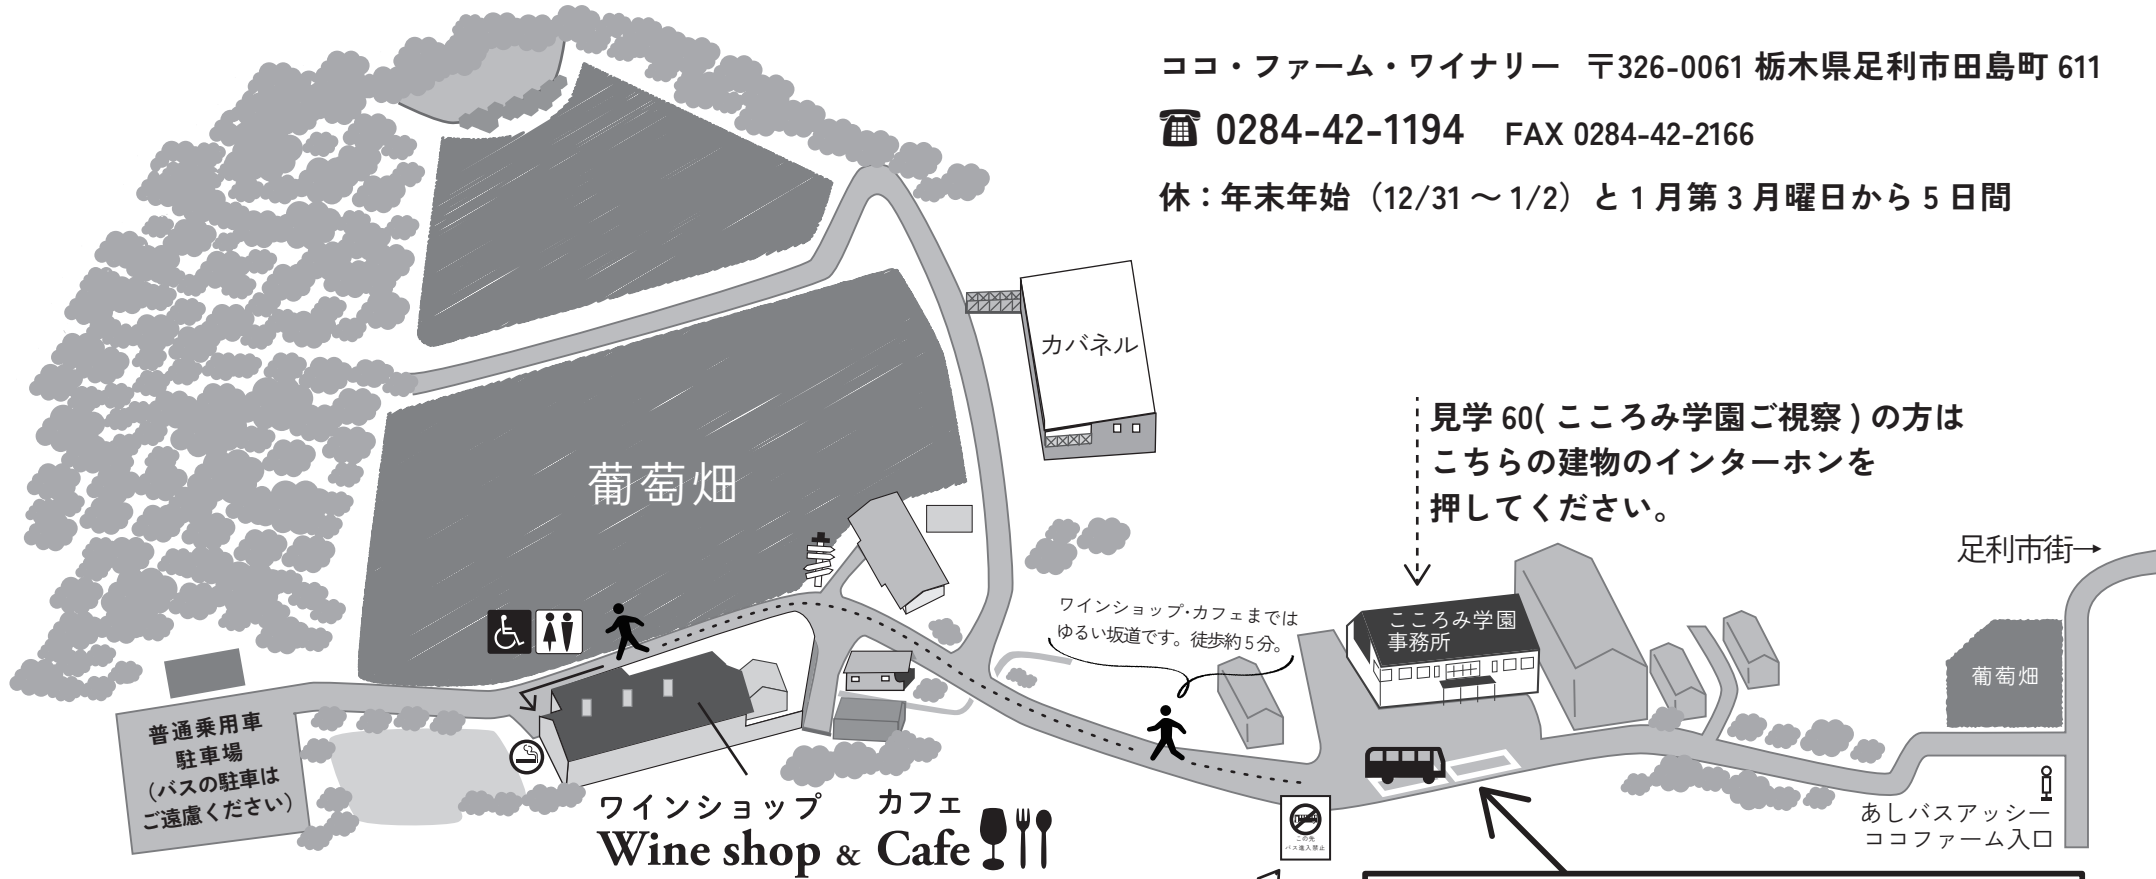 ココ・ファーム・ワイナリー 〒326-0061 栃木県足利市田島町 611
☎ 0284-42-1194 FAX 0284-42-2166
休：年末年始（12/31 ～ 1/2）と 1 月第 3 月曜日から 5 日間
カバネル
見学 60( こころみ学園ご視察 ) の方は
こちらの建物のインターホンを
押してください。
葡萄畑
足利市街→
ワインショップ・カフェまでは
ゆるい坂道です。徒歩約 5 分。
こころみ学園
事務所
葡萄畑
普通乗用車
駐車場
（バスの駐車は
ご遠慮ください）
ワインショップ カフェ
Wine shop & Cafe
この先
バス進入禁止
あしバスアッシー
ココファーム入口